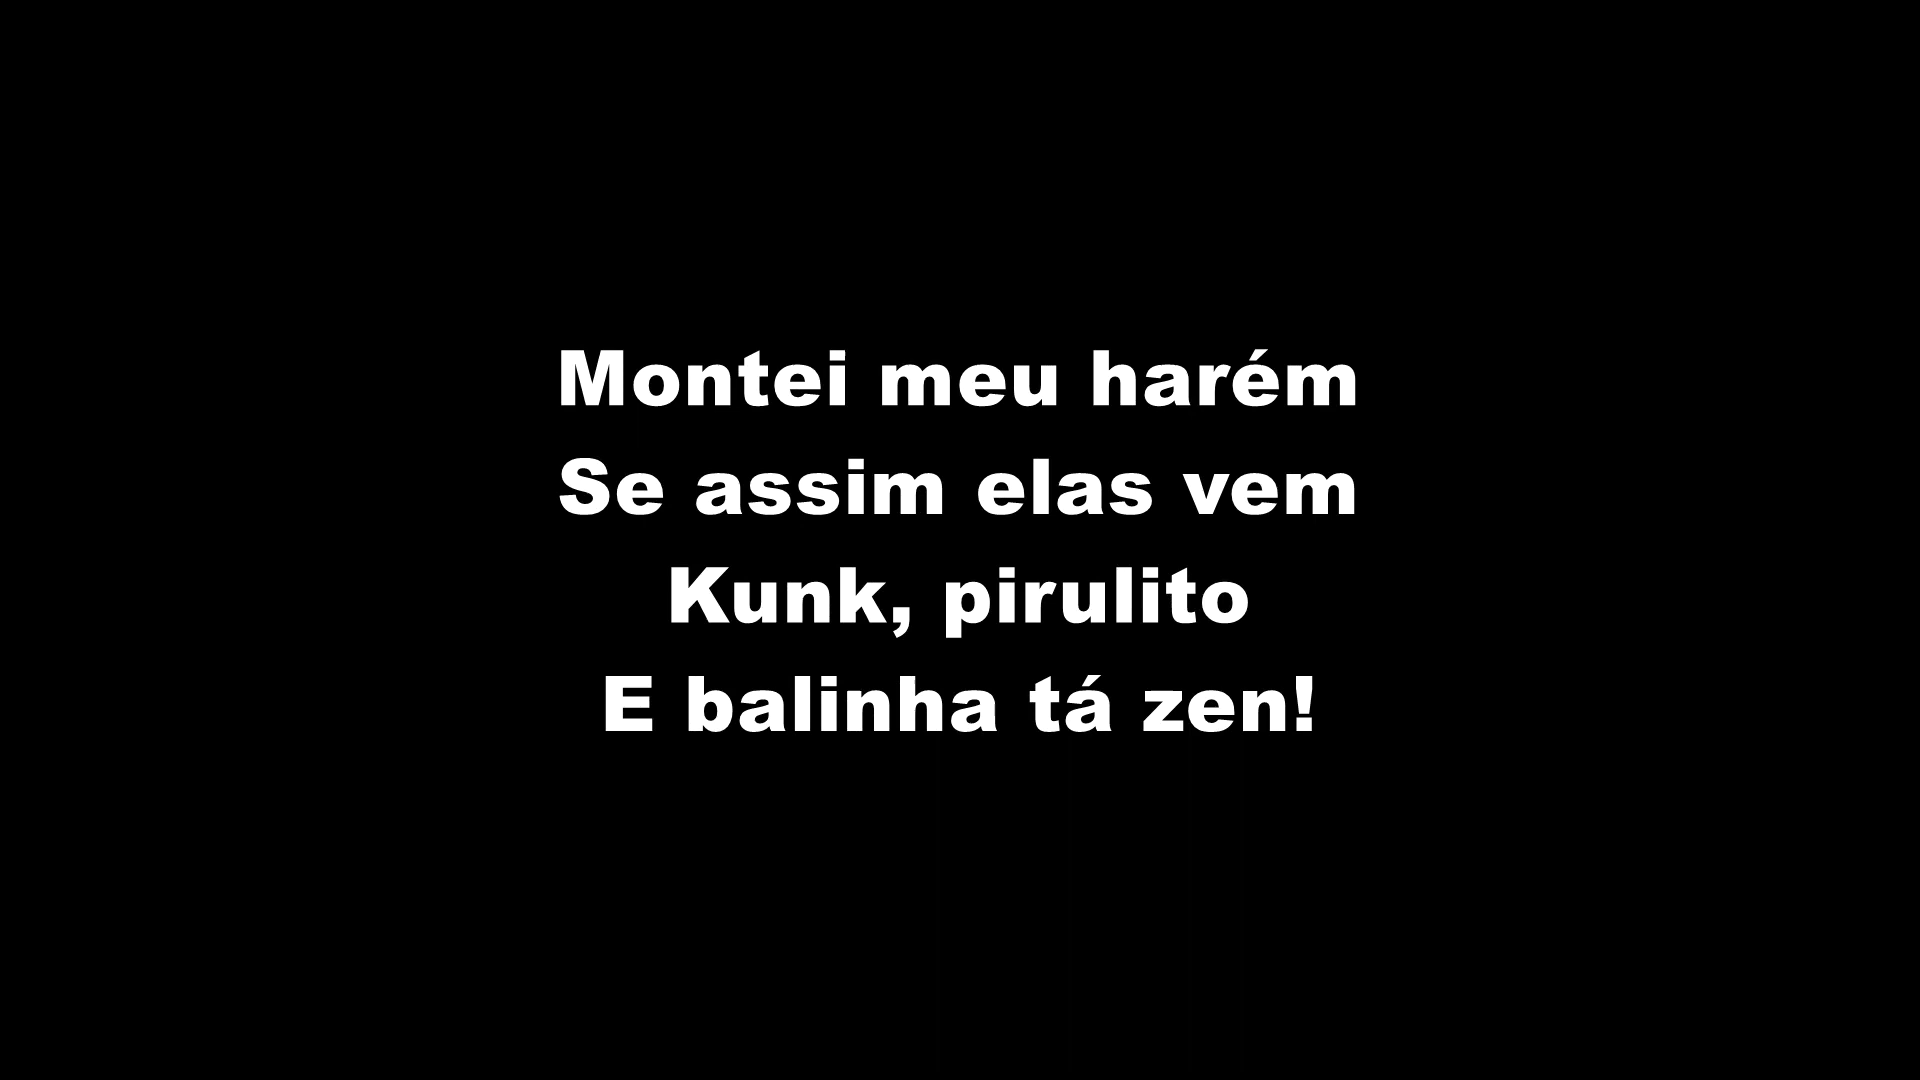 Montei meu harém
Se assim elas vem
Kunk, pirulito
E balinha tá zen!